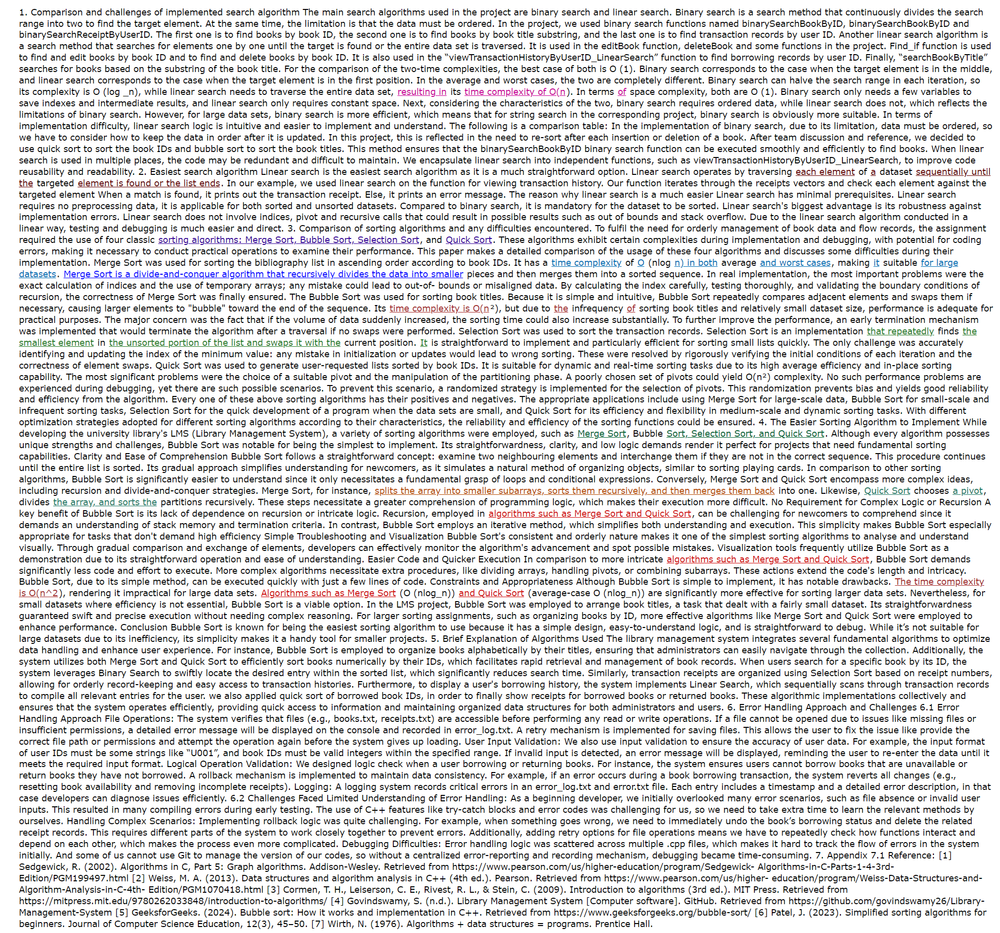 1. Comparison and challenges of implemented search algorithm The main search algorithms used in the project are binary search and linear search. Binary search is a search method that continuously divides the search
range into two to find the target element. At the same time, the limitation is that the data must be ordered. In the project, we used binary search functions named binarySearchBookByID, binarySearchBookByID and
binarySearchReceiptByUserID. The first one is to find books by book ID, the second one is to find books by book title substring, and the last one is to find transaction records by user ID. Another linear search algorithm is
a search method that searches for elements one by one until the target is found or the entire data set is traversed. It is used in the editBook function, deleteBook and some functions in the project. Find_if function is used
to find and edit books by book ID and to find and delete books by book ID. It is also used in the “viewTransactionHistoryByUserID_LinearSearch” function to find borrowing records by user ID. Finally, “searchBookByTitle”
searches for books based on the substring of the book title. For the comparison of the two-time complexities, the best case of both is O (1). Binary search corresponds to the case when the target element is in the middle,
and linear search corresponds to the case when the target element is in the first position. In the average and worst cases, the two are completely different. Binary search can halve the search range in each iteration, so
its complexity is O (log _n), while linear search needs to traverse the entire data set, resulting in its time complexity of O(n). In terms of space complexity, both are O (1). Binary search only needs a few variables to
save indexes and intermediate results, and linear search only requires constant space. Next, considering the characteristics of the two, binary search requires ordered data, while linear search does not, which reflects the
limitations of binary search. However, for large data sets, binary search is more efficient, which means that for string search in the corresponding project, binary search is obviously more suitable. In terms of
implementation difficulty, linear search logic is intuitive and easier to implement and understand. The following is a comparison table: In the implementation of binary search, due to its limitation, data must be ordered, so
we have to consider how to keep the data in order after it is updated. In this project, this is reflected in the need to re-sort after each insertion or deletion of a book. After team discussion and reference, we decided to
use quick sort to sort the book IDs and bubble sort to sort the book titles. This method ensures that the binarySearchBookByID binary search function can be executed smoothly and efficiently to find books. When linear
search is used in multiple places, the code may be redundant and difficult to maintain. We encapsulate linear search into independent functions, such as viewTransactionHistoryByUserID_LinearSearch, to improve code
reusability and readability. 2. Easiest search algorithm Linear search is the easiest search algorithm as it is a much straightforward option. Linear search operates by traversing each element of a dataset sequentially until
the targeted element is found or the list ends. In our example, we used linear search on the function for viewing transaction history. Our function iterates through the receipts vectors and check each element against the
targeted element When a match is found, it prints out the transaction receipt. Else, it prints an error message. The reason why linear search is a much easier Linear search has minimal prerequisites. Linear search
requires no preprocessing data, it is applicable for both sorted and unsorted datasets. Compared to binary search, it is mandatory for the dataset to be sorted. Linear search's biggest advantage is its robustness against
implementation errors. Linear search does not involve indices, pivot and recursive calls that could result in possible results such as out of bounds and stack overflow. Due to the linear search algorithm conducted in a
linear way, testing and debugging is much easier and direct. 3. Comparison of sorting algorithms and any difficulties encountered. To fulfil the need for orderly management of book data and flow records, the assignment
required the use of four classic sorting algorithms: Merge Sort, Bubble Sort, Selection Sort, and Quick Sort. These algorithms exhibit certain complexities during implementation and debugging, with potential for coding
errors, making it necessary to conduct practical operations to examine their performance. This paper makes a detailed comparison of the usage of these four algorithms and discusses some difficulties during their
implementation. Merge Sort was used for sorting the bibliography list in ascending order according to book IDs. It has a time complexity of O (nlog n) in both average and worst cases, making it suitable for large
datasets. Merge Sort is a divide-and-conquer algorithm that recursively divides the data into smaller pieces and then merges them into a sorted sequence. In real implementation, the most important problems were the
exact calculation of indices and the use of temporary arrays; any mistake could lead to out-of- bounds or misaligned data. By calculating the index carefully, testing thoroughly, and validating the boundary conditions of
recursion, the correctness of Merge Sort was finally ensured. The Bubble Sort was used for sorting book titles. Because it is simple and intuitive, Bubble Sort repeatedly compares adjacent elements and swaps them if
necessary, causing larger elements to "bubble" toward the end of the sequence. Its time complexity is O(n²), but due to the infrequency of sorting book titles and relatively small dataset size, performance is adequate for
practical purposes. The major concern was the fact that if the volume of data suddenly increased, the sorting time could also increase substantially. To further improve the performance, an early termination mechanism
was implemented that would terminate the algorithm after a traversal if no swaps were performed. Selection Sort was used to sort the transaction records. Selection Sort is an implementation that repeatedly finds the
smallest element in the unsorted portion of the list and swaps it with the current position. It is straightforward to implement and particularly efficient for sorting small lists quickly. The only challenge was accurately
identifying and updating the index of the minimum value: any mistake in initialization or updates would lead to wrong sorting. These were resolved by rigorously verifying the initial conditions of each iteration and the
correctness of element swaps. Quick Sort was used to generate user-requested lists sorted by book IDs. It is suitable for dynamic and real-time sorting tasks due to its high average efficiency and in-place sorting
capability. The most significant problems were the choice of a suitable pivot and the manipulation of the partitioning phase. A poorly chosen set of pivots could yield O(n²) complexity. No such performance problems are
experienced during debugging, yet there are such possible scenarios. To prevent this scenario, a randomized strategy is implemented for the selection of pivots. This randomization prevents bias and yields good reliability
and efficiency from the algorithm. Every one of these above sorting algorithms has their positives and negatives. The appropriate applications include using Merge Sort for large-scale data, Bubble Sort for small-scale and
infrequent sorting tasks, Selection Sort for the quick development of a program when the data sets are small, and Quick Sort for its efficiency and flexibility in medium-scale and dynamic sorting tasks. With different
optimization strategies adopted for different sorting algorithms according to their characteristics, the reliability and efficiency of the sorting functions could be ensured. 4. The Easier Sorting Algorithm to Implement While
developing the university library's LMS (Library Management System), a variety of sorting algorithms were employed, such as Merge Sort, Bubble Sort, Selection Sort, and Quick Sort. Although every algorithm possesses
unique strengths and challenges, Bubble Sort was notable for being the simplest to implement. Its straightforwardness, clarity, and low logic demands render it perfect for projects that need fundamental sorting
capabilities. Clarity and Ease of Comprehension Bubble Sort follows a straightforward concept: examine two neighbouring elements and interchange them if they are not in the correct sequence. This procedure continues
until the entire list is sorted. Its gradual approach simplifies understanding for newcomers, as it simulates a natural method of organizing objects, similar to sorting playing cards. In comparison to other sorting
algorithms, Bubble Sort is significantly easier to understand since it only necessitates a fundamental grasp of loops and conditional expressions. Conversely, Merge Sort and Quick Sort encompass more complex ideas,
including recursion and divide-and-conquer strategies. Merge Sort, for instance, splits the array into smaller subarrays, sorts them recursively, and then merges them back into one. Likewise, Quick Sort chooses a pivot,
divides the array, and sorts the partitions recursively. These steps necessitate a greater comprehension of programming logic, which makes their execution more difficult. No Requirement for Complex Logic or Recursion A
key benefit of Bubble Sort is its lack of dependence on recursion or intricate logic. Recursion, employed in algorithms such as Merge Sort and Quick Sort, can be challenging for newcomers to comprehend since it
demands an understanding of stack memory and termination criteria. In contrast, Bubble Sort employs an iterative method, which simplifies both understanding and execution. This simplicity makes Bubble Sort especially
appropriate for tasks that don't demand high efficiency Simple Troubleshooting and Visualization Bubble Sort's consistent and orderly nature makes it one of the simplest sorting algorithms to analyse and understand
visually. Through gradual comparison and exchange of elements, developers can effectively monitor the algorithm's advancement and spot possible mistakes. Visualization tools frequently utilize Bubble Sort as a
demonstration due to its straightforward operation and ease of understanding. Easier Code and Quicker Execution In comparison to more intricate algorithms such as Merge Sort and Quick Sort, Bubble Sort demands
significantly less code and effort to execute. More complex algorithms necessitate extra procedures, like dividing arrays, handling pivots, or combining subarrays. These actions extend the code's length and intricacy.
Bubble Sort, due to its simple method, can be executed quickly with just a few lines of code. Constraints and Appropriateness Although Bubble Sort is simple to implement, it has notable drawbacks. The time complexity
is O(n^2), rendering it impractical for large data sets. Algorithms such as Merge Sort (O (nlog_n)) and Quick Sort (average-case O (nlog_n)) are significantly more effective for sorting larger data sets. Nevertheless, for
small datasets where efficiency is not essential, Bubble Sort is a viable option. In the LMS project, Bubble Sort was employed to arrange book titles, a task that dealt with a fairly small dataset. Its straightforwardness
guaranteed swift and precise execution without needing complex reasoning. For larger sorting assignments, such as organizing books by ID, more effective algorithms like Merge Sort and Quick Sort were employed to
enhance performance. Conclusion Bubble Sort is known for being the easiest sorting algorithm to use because it has a simple design, easy-to-understand logic, and is straightforward to debug. While it’s not suitable for
large datasets due to its inefficiency, its simplicity makes it a handy tool for smaller projects. 5. Brief Explanation of Algorithms Used The library management system integrates several fundamental algorithms to optimize
data handling and enhance user experience. For instance, Bubble Sort is employed to organize books alphabetically by their titles, ensuring that administrators can easily navigate through the collection. Additionally, the
system utilizes both Merge Sort and Quick Sort to efficiently sort books numerically by their IDs, which facilitates rapid retrieval and management of book records. When users search for a specific book by its ID, the
system leverages Binary Search to swiftly locate the desired entry within the sorted list, which significantly reduces search time. Similarly, transaction receipts are organized using Selection Sort based on receipt numbers,
allowing for orderly record-keeping and easy access to transaction histories. Furthermore, to display a user's borrowing history, the system implements Linear Search, which sequentially scans through transaction records
to compile all relevant entries for the user. we also applied quick sort of borrowed book IDs, in order to finally show receipts for borrowed books or returned books. These algorithmic implementations collectively and
ensures that the system operates efficiently, providing quick access to information and maintaining organized data structures for both administrators and users. 6. Error Handling Approach and Challenges 6.1 Error
Handling Approach File Operations: The system verifies that files (e.g., books.txt, receipts.txt) are accessible before performing any read or write operations. If a file cannot be opened due to issues like missing files or
insufficient permissions, a detailed error message will be displayed on the console and recorded in error_log.txt. A retry mechanism is implemented for saving files. This allows the user to fix the issue like provide the
correct file path or permissions and attempt the operation again before the system gives up loading. User Input Validation: We also use input validation to ensure the accuracy of user data. For example, the input format
of user IDs must be some strings like “U001”, and book IDs must be valid integers within the specified range. If invalid input is detected, an error message will be displayed, reminding the user to re-enter the data until it
meets the required input format. Logical Operation Validation: We designed logic check when a user borrowing or returning books. For instance, the system ensures users cannot borrow books that are unavailable or
return books they have not borrowed. A rollback mechanism is implemented to maintain data consistency. For example, if an error occurs during a book borrowing transaction, the system reverts all changes (e.g.,
resetting book availability and removing incomplete receipts). Logging: A logging system records critical errors in an error_log.txt and error.txt file. Each entry includes a timestamp and a detailed error description, in that
case developers can diagnose issues efficiently. 6.2 Challenges Faced Limited Understanding of Error Handling: As a beginning developer, we initially overlooked many error scenarios, such as file absence or invalid user
inputs. This resulted in many compiling errors during early testing. The use of C++ features like try-catch blocks and error codes was challenging for us, so we need to take extra time to learn the relevant methods by
ourselves. Handling Complex Scenarios: Implementing rollback logic was quite challenging. For example, when something goes wrong, we need to immediately undo the book’s borrowing status and delete the related
receipt records. This requires different parts of the system to work closely together to prevent errors. Additionally, adding retry options for file operations means we have to repeatedly check how functions interact and
depend on each other, which makes the process even more complicated. Debugging Difficulties: Error handling logic was scattered across multiple .cpp files, which makes it hard to track the flow of errors in the system
initially. And some of us cannot use Git to manage the version of our codes, so without a centralized error-reporting and recording mechanism, debugging became time-consuming. 7. Appendix 7.1 Reference: [1]
Sedgewick, R. (2002). Algorithms in C, Part 5: Graph algorithms. Addison-Wesley. Retrieved from https://www.pearson.com/us/higher-education/program/Sedgewick- Algorithms-in-C-Parts-1-4-3rd-
Edition/PGM199497.html [2] Weiss, M. A. (2013). Data structures and algorithm analysis in C++ (4th ed.). Pearson. Retrieved from https://www.pearson.com/us/higher- education/program/Weiss-Data-Structures-and-
Algorithm-Analysis-in-C-4th- Edition/PGM1070418.html [3] Cormen, T. H., Leiserson, C. E., Rivest, R. L., & Stein, C. (2009). Introduction to algorithms (3rd ed.). MIT Press. Retrieved from
https://mitpress.mit.edu/9780262033848/introduction-to-algorithms/ [4] Govindswamy, S. (n.d.). Library Management System [Computer software]. GitHub. Retrieved from https://github.com/govindswamy26/Library-
Management-System [5] GeeksforGeeks. (2024). Bubble sort: How it works and implementation in C++. Retrieved from https://www.geeksforgeeks.org/bubble-sort/ [6] Patel, J. (2023). Simplified sorting algorithms for
beginners. Journal of Computer Science Education, 12(3), 45–50. [7] Wirth, N. (1976). Algorithms + data structures = programs. Prentice Hall.